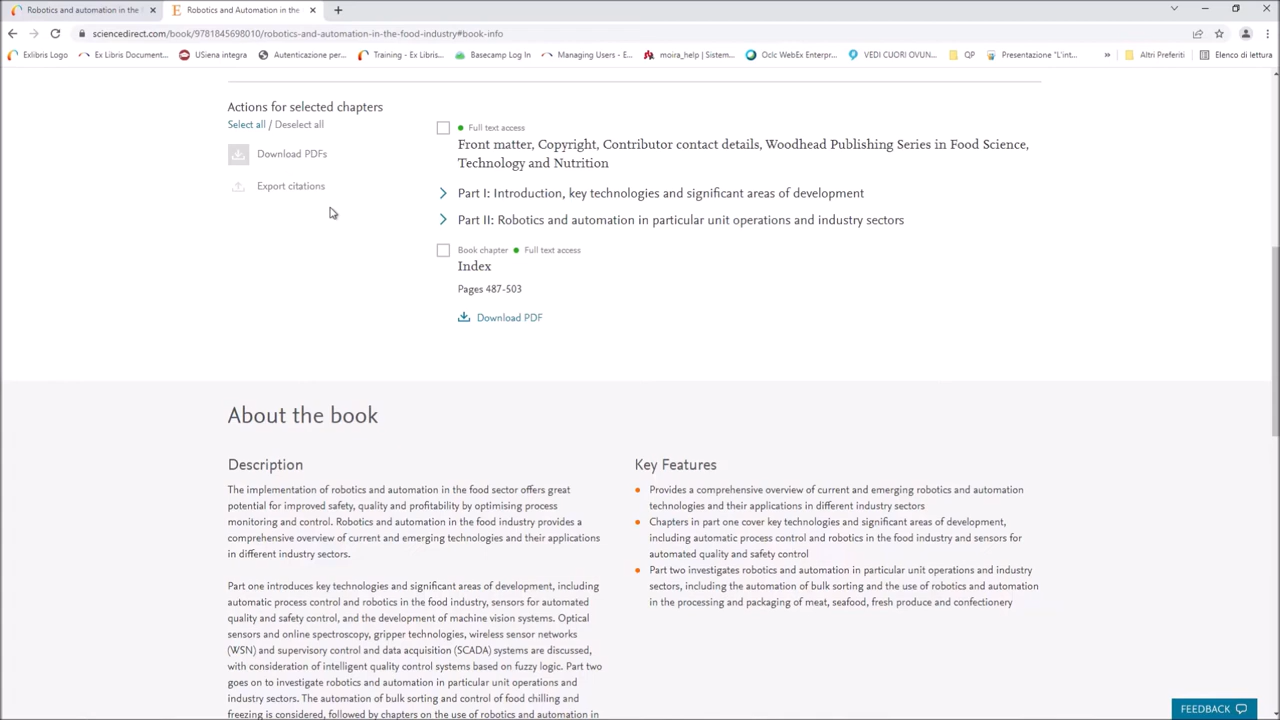 Robotics and automation in the f
Robotics and Automation in the
sciencedirect.com/book/9781845698010/robotics-and-automation-in-the-food-industry#book-info
Exlibris Logo
Ex Libris Document...
USiena integra
Autenticazione per...
Training - Ex Libris...
Basecamp Log In
Managing Users - E...
moira_help | Sistem...
Oclc WebEx Enterpr...
VEDI CUORI OVUN...
QP
Presentazione "L'int...
»
Altri Preferiti
Elenco di lettura
Actions for selected chapters
Select all / Deselect all
Download PDFs
Export citations
Full text access
Front matter, Copyright, Contributor contact details, Woodhead Publishing Series in Food Science,
Technology and Nutrition
Part I: Introduction, key technologies and significant areas of development
Part II: Robotics and automation in particular unit operations and industry sectors
Book chapter Full text access
Index
Pages 487-503
Download PDF
About the book
Description
The implementation of robotics and automation in the food sector offers great
potential for improved safety, quality and profitability by optimising process
monitoring and control. Robotics and automation in the food industry provides a
comprehensive overview of current and emerging technologies and their applications
in different industry sectors.
Part one introduces key technologies and significant areas of development, including
automatic process control and robotics in the food industry, sensors for automated
quality and safety control, and the development of machine vision systems. Optical
sensors and online spectroscopy, gripper technologies, wireless sensor networks
(WSN) and supervisory control and data acquisition (SCADA) systems are discussed,
with consideration of intelligent quality control systems based on fuzzy logic. Part two
goes on to investigate robotics and automation in particular unit operations and
industry sectors. The automation of bulk sorting and control of food chilling and
freezing is considered, followed by chapters on the use of robotics and automation in
Key Features
Provides a comprehensive overview of current and emerging robotics and automation
technologies and their applications in different industry sectors
Chapters in part one cover key technologies and significant areas of development,
including automatic process control and robotics in the food industry and sensors for
automated quality and safety control
Part two investigates robotics and automation in particular unit operations and industry
sectors, including the automation of bulk sorting and the use of robotics and automation
in the processing and packaging of meat, seafood, fresh produce and confectionery
FEEDBACK